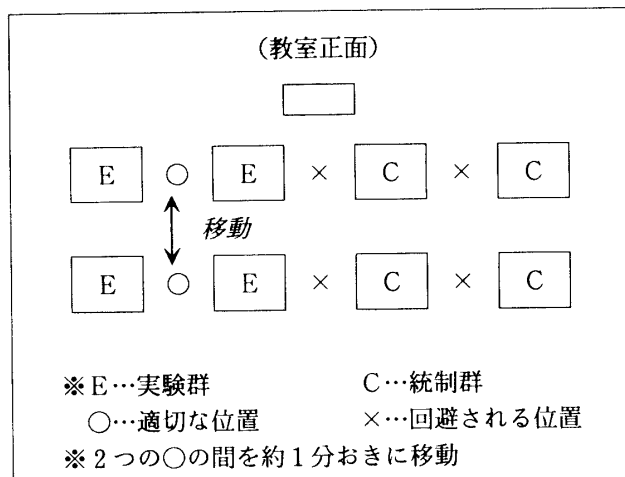 (教室正面)
E ○ E × C × C
移動
E ○ E × C × C
※E…実験群 C…統制群
○…適切な位置 ×…回避される位置
※2つの○の間を約1分おきに移動